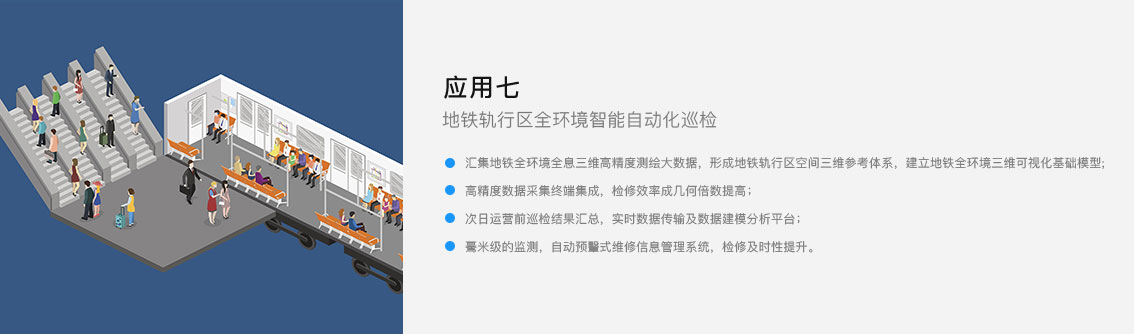 应用七
地铁轨行区全环境智能自动化巡检
汇集地铁全环境全息三维高精度测绘大数据，形成地铁轨行区空间三维参考体系，建立地铁全环境三维可视化基础模型;
高精度数据采集终端集成，检修效率成几何倍数提高；
次日运营前巡检结果汇总，实时数据传输及数据建模分析平台；
毫米级的监测，自动预警式维修信息管理系统，检修及时性提升。